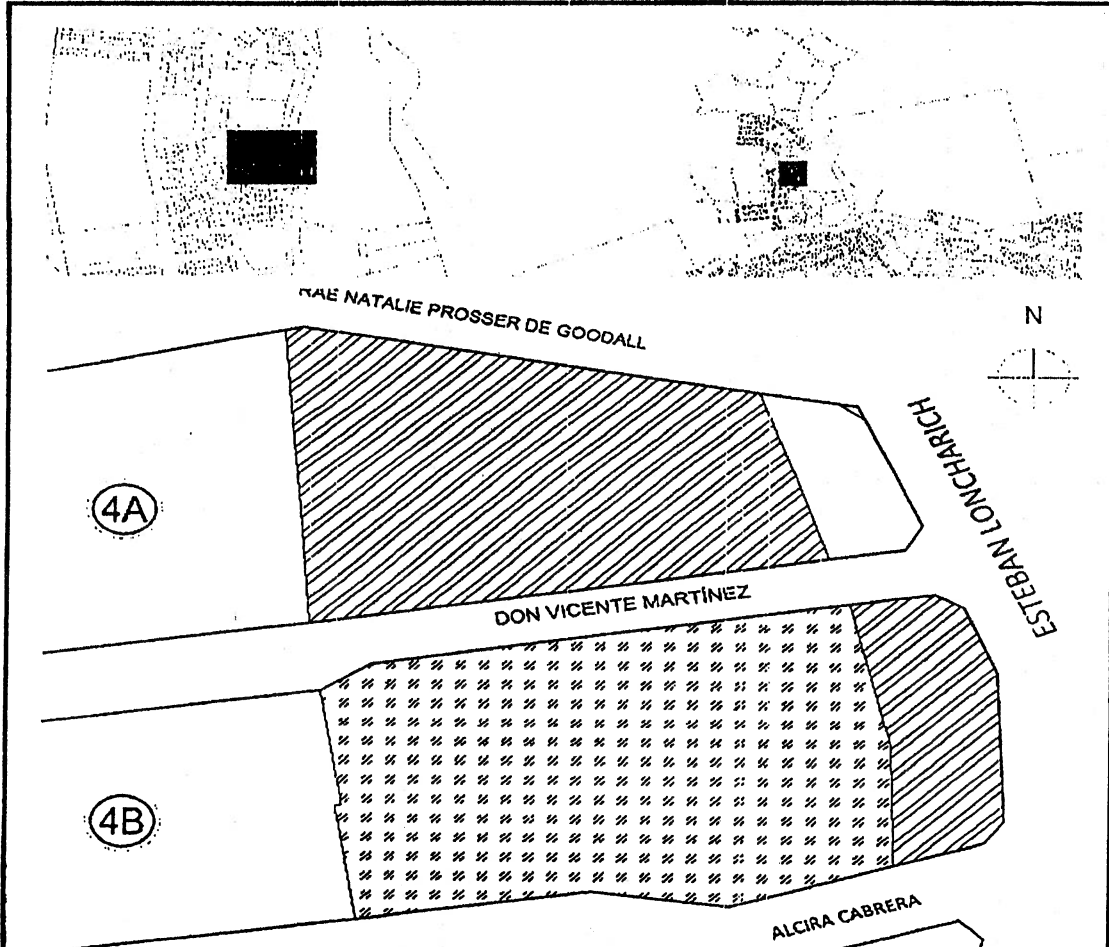 RAE NATALIE PROSSER DE GOODALL
N
ESTEBAN LONCHARICH
4A
DON VICENTE MARTÍNEZ
4B
ALCIRA CABRERA